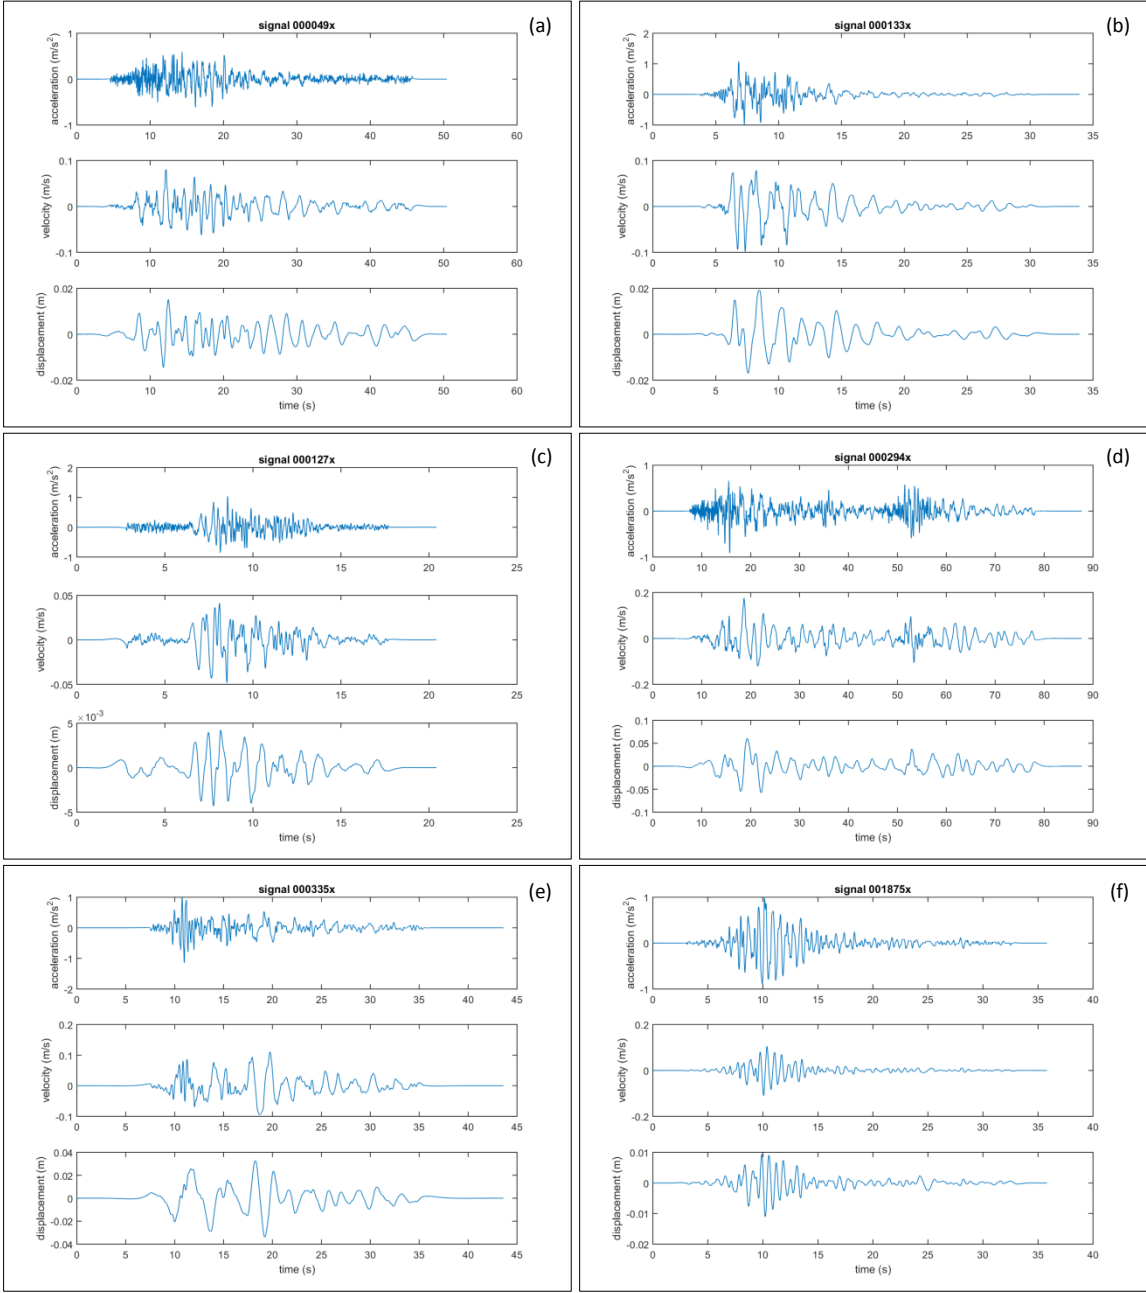 signal 000049x
(a)
acceleration (m/s²)
1
0
-1
0 10 20 30 40 50 60
velocity (m/s)
0.1
0
-0.1
0 10 20 30 40 50 60
displacement (m)
0.02
0
-0.02
0 10 20 30 40 50 60
time (s)
signal 000133x
(b)
acceleration (m/s²)
2
1
0
-1
0 5 10 15 20 25 30 35
velocity (m/s)
0.1
0
-0.1
0 5 10 15 20 25 30 35
displacement (m)
0.02
0
-0.02
0 5 10 15 20 25 30 35
time (s)
signal 000127x
(c)
acceleration (m/s²)
2
1
0
-1
0 5 10 15 20 25
velocity (m/s)
0.05
0
-0.05
0 5 10 15 20 25
×10⁻³
displacement (m)
5
0
-5
0 5 10 15 20 25
time (s)
signal 000294x
(d)
acceleration (m/s²)
1
0
-1
0 10 20 30 40 50 60 70 80 90
velocity (m/s)
0.2
0
-0.2
0 10 20 30 40 50 60 70 80 90
displacement (m)
0.1
0.05
0
-0.05
-0.1
0 10 20 30 40 50 60 70 80 90
time (s)
signal 000335x
(e)
acceleration (m/s²)
1
0
-1
-2
0 5 10 15 20 25 30 35 40 45
velocity (m/s)
0.2
0.1
0
-0.1
0 5 10 15 20 25 30 35 40 45
displacement (m)
0.04
0.02
0
-0.02
-0.04
0 5 10 15 20 25 30 35 40 45
time (s)
signal 001875x
(f)
acceleration (m/s²)
1
0
-1
0 5 10 15 20 25 30 35 40
velocity (m/s)
0.2
0
-0.2
0 5 10 15 20 25 30 35 40
displacement (m)
0.01
0
-0.01
-0.02
0 5 10 15 20 25 30 35 40
time (s)